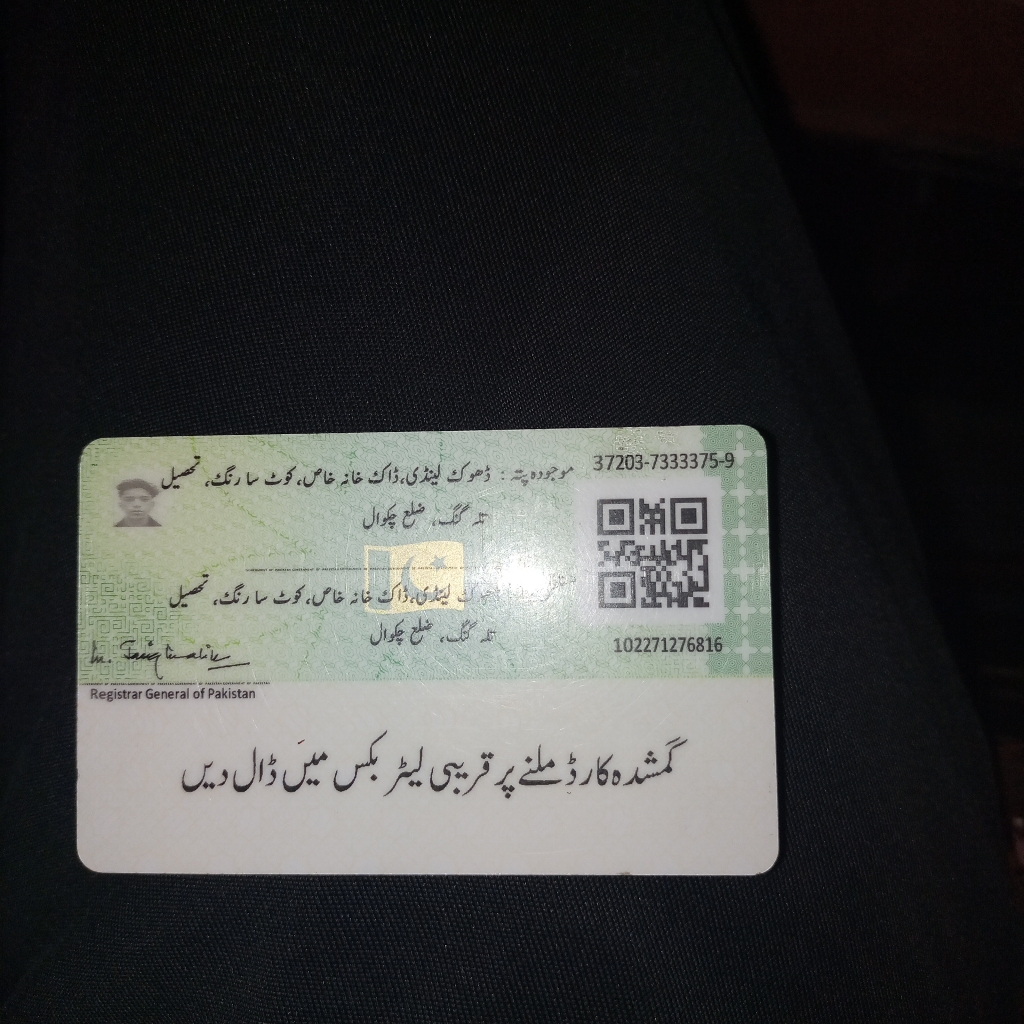 37203-7333375-9
موجودہ پتہ : ڈھوک لینڈی، ڈاک خانہ خاص، کوٹ سارنگ، تحصیل
تلہ گنگ، ضلع چکوال
لینڈی، ڈاک خانہ خاص، کوٹ سارنگ، تحصیل
تلہ گنگ، ضلع چکوال
102271276816
Registrar General of Pakistan
گمشدہ کارڈ ملنے پر قریبی لیٹر بکس میں ڈال دیں